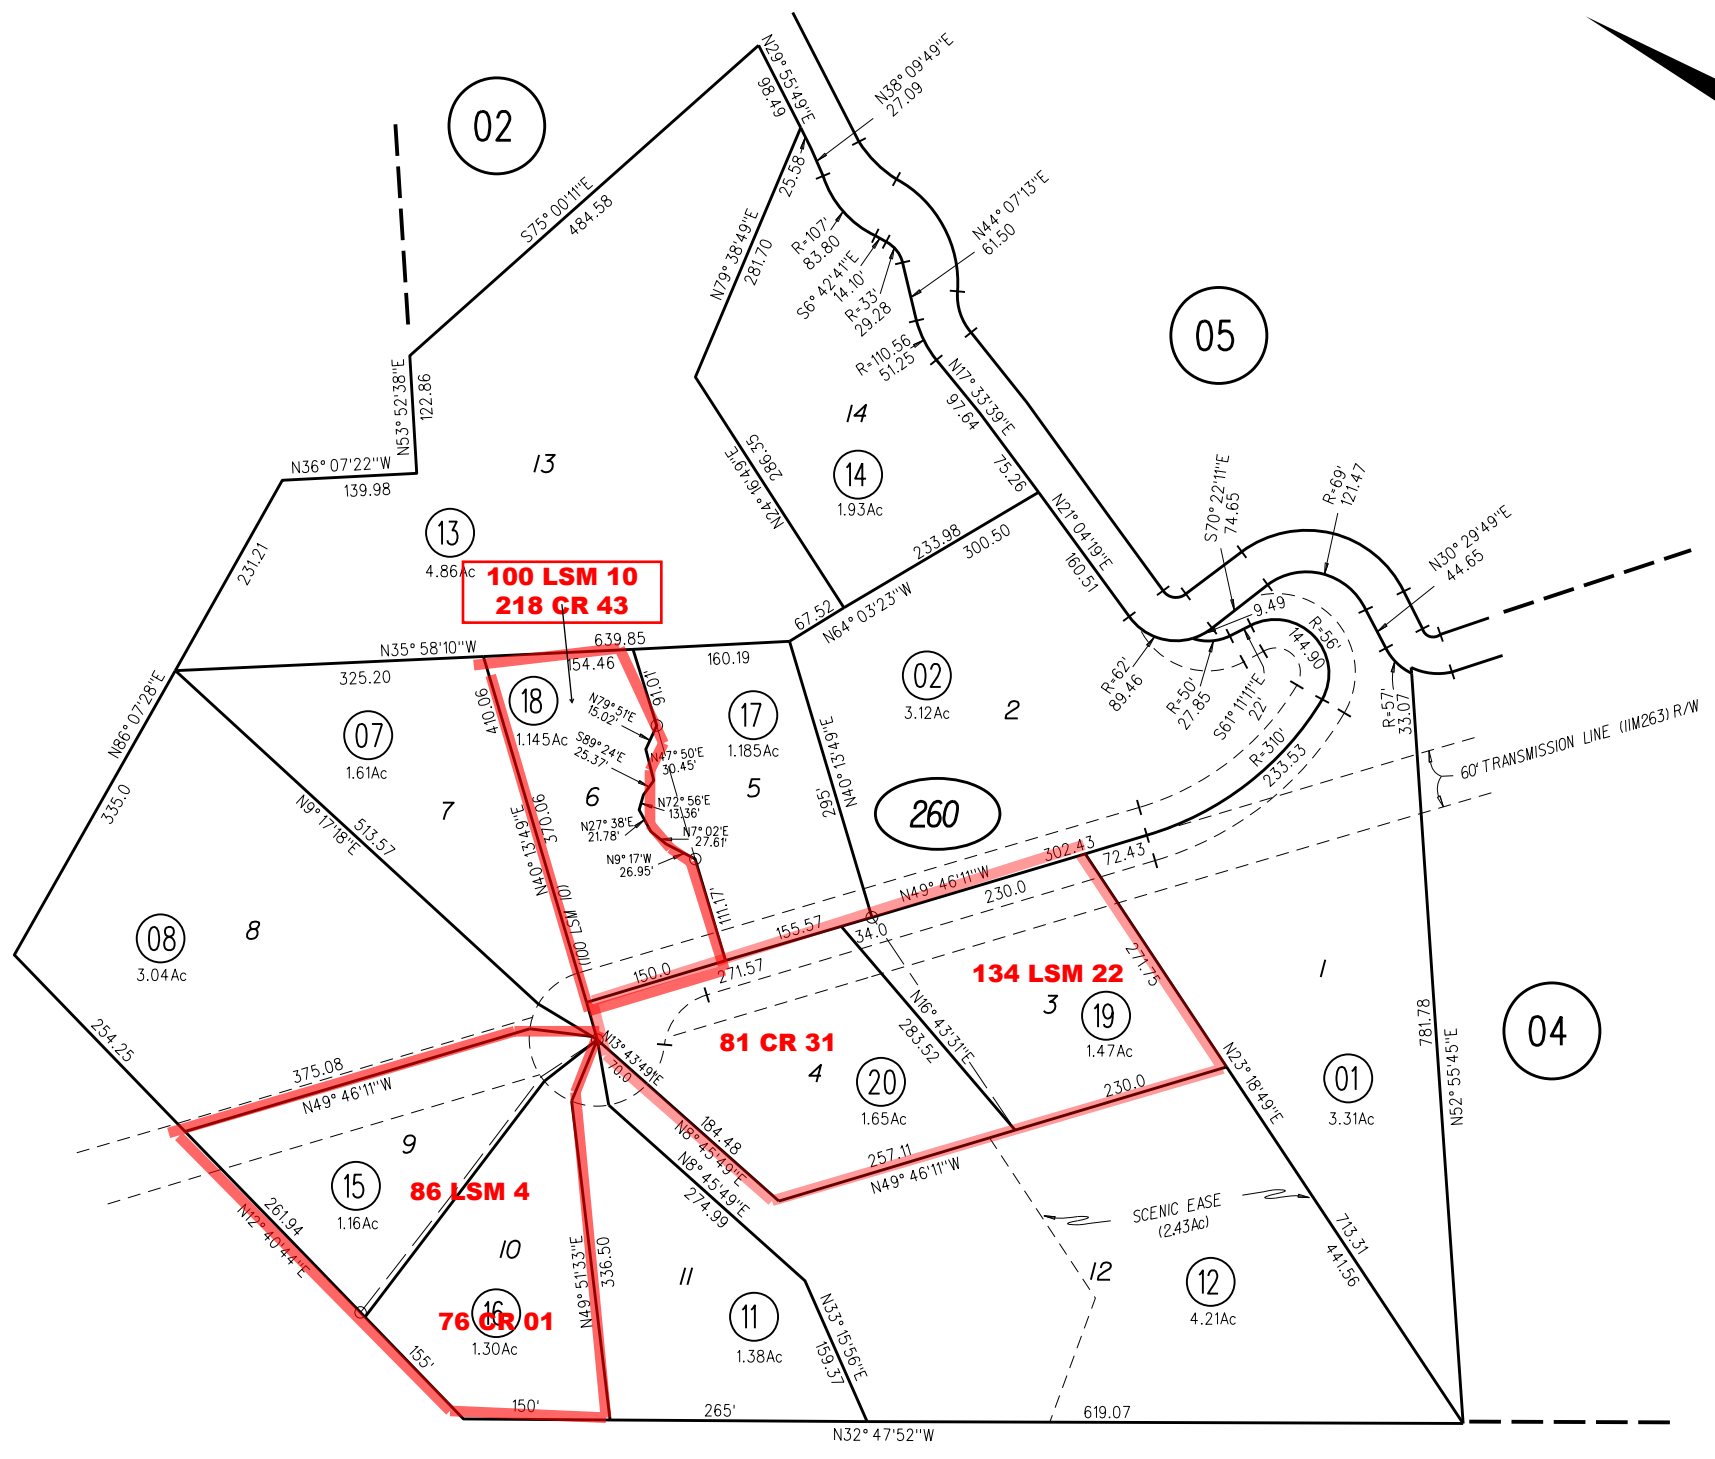 02
N29° 55'49"E
98.49
N38° 09'49"E
27.09
S75° 00'11"E
484.58
25.58
N79° 38'49"E
281.70
R=107'
83.80
S6° 42'41"E
14.10'
R=33'
29.28
N44° 07'13"E
61.50
R=110.56
51.25
05
N17° 33'39"E
97.64
N53° 52'38"E
122.86
N36° 07'22"W
139.98
13
14
14
1.93Ac
286.35
N24° 16'49"E
75.26
N21° 04'19"E
160.51
S70° 22'11"E
74.65
R=69'
121.47
N30° 29'49"E
44.65
13
4.86Ac
231.21
100 LSM 10
218 CR 43
233.98
300.50
67.52
N64° 03'23"W
9.49
R=56'
144.90
R=62'
89.46
R=50'
27.85
S61° 11'11"E
22'
R=57'
33.07
N35° 58'10"W
639.85
325.20
154.46
160.19
91.01'
410.06
18
1.145Ac
N79° 51'E
15.02'
S89° 24'E
25.37'
N47° 50'E
30.45'
17
1.185Ac
5
02
3.12Ac
2
N86° 07'28"E
335.0
07
1.61Ac
7
6
N72° 56'E
13.36'
N27° 38'E
21.78'
N7° 02'E
27.61'
N9° 17'W
26.95'
N40° 13'49"E
295'
260
R=310'
233.53
60' TRANSMISSION LINE (11M263) R/W
N9° 17'18"E
513.57
N40° 13'49"E
370.06
(100 LSM 10)
111.17'
302.43
72.43
N49° 46'11"W
230.0
155.57
34.0
150.0
271.57
08
3.04Ac
8
134 LSM 22
3
19
1.47Ac
271.75
1
781.78
N52° 55'45"E
04
254.25
375.08
N49° 46'11"W
N13° 43'49"E
70.0
81 CR 31
4
20
1.65Ac
N16° 43'31"E
283.52
230.0
N23° 18'49"E
01
3.31Ac
9
15
1.16Ac
86 LSM 4
184.48
N8° 45'49"E
257.11
N49° 46'11"W
N8° 45'49"E
274.99
261.94
N12° 40'44"E
10
N49° 51'33"E
336.50
11
SCENIC EASE
(2.43Ac)
12
713.31
441.56
76 CR 01
16
1.30Ac
11
1.38Ac
N33° 15'56"E
159.37
12
4.21Ac
155'
150'
265'
619.07
N32° 47'52"W